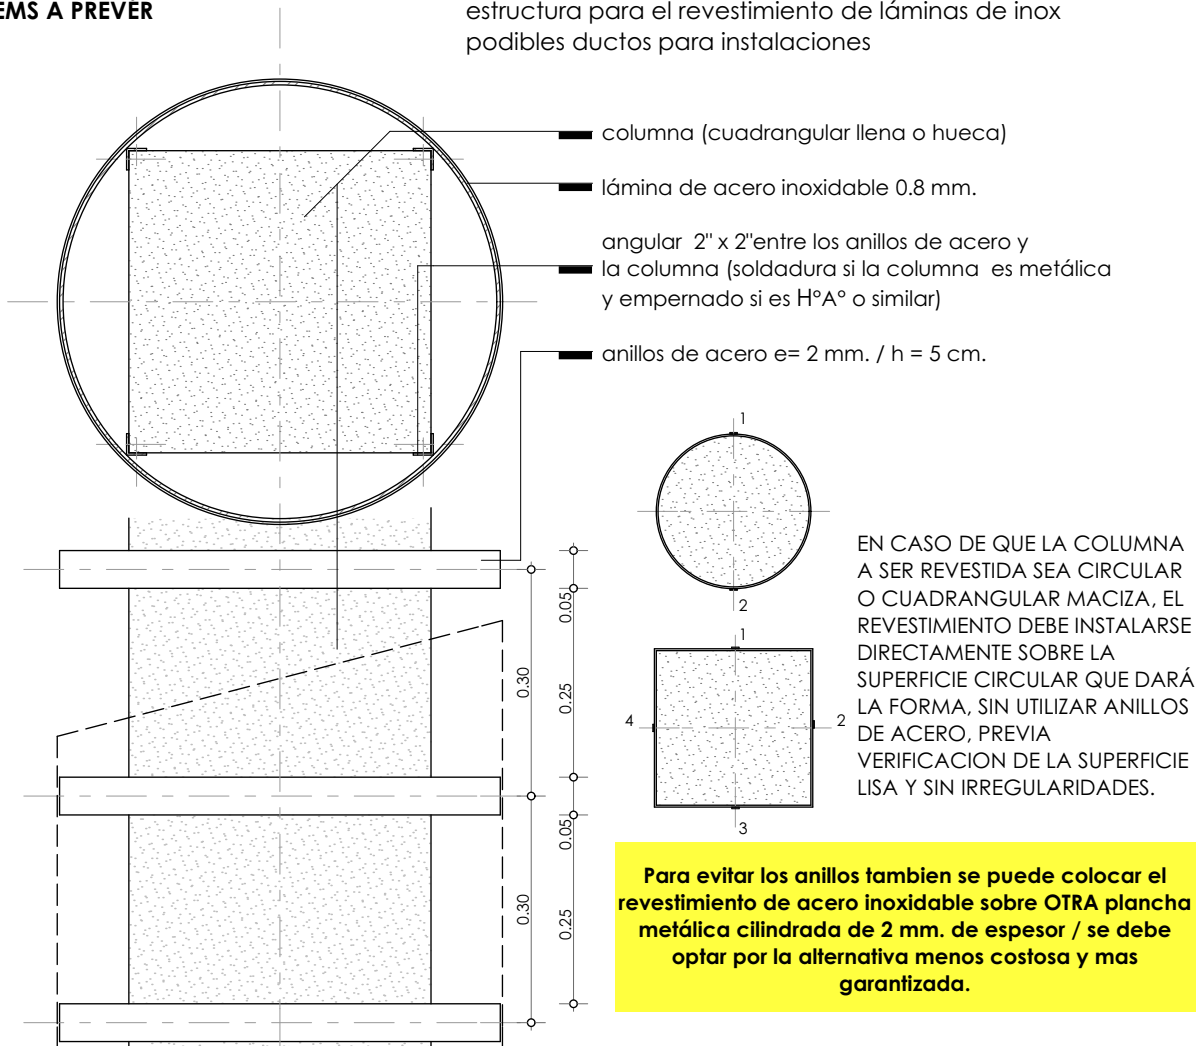 EMS A PREVÉR
estructura para el revestimiento de láminas de inox
podibles ductos para instalaciones
columna (cuadrangular llena o hueca)
lámina de acero inoxidable 0.8 mm.
angular 2" x 2"entre los anillos de acero y
la columna (soldadura si la columna es metálica
y empernado si es H°A° o similar)
anillos de acero e= 2 mm. / h = 5 cm.
1
2
EN CASO DE QUE LA COLUMNA
A SER REVESTIDA SEA CIRCULAR
O CUADRANGULAR MACIZA, EL
REVESTIMIENTO DEBE INSTALARSE
DIRECTAMENTE SOBRE LA
SUPERFICIE CIRCULAR QUE DARÁ
LA FORMA, SIN UTILIZAR ANILLOS
DE ACERO, PREVIA
VERIFICACION DE LA SUPERFICIE
LISA Y SIN IRREGULARIDADES.
1
4
2
3
0.05
0.30
0.25
0.05
0.30
0.25
Para evitar los anillos tambien se puede colocar el
revestimiento de acero inoxidable sobre OTRA plancha
metálica cilindrada de 2 mm. de espesor / se debe
optar por la alternativa menos costosa y mas
garantizada.